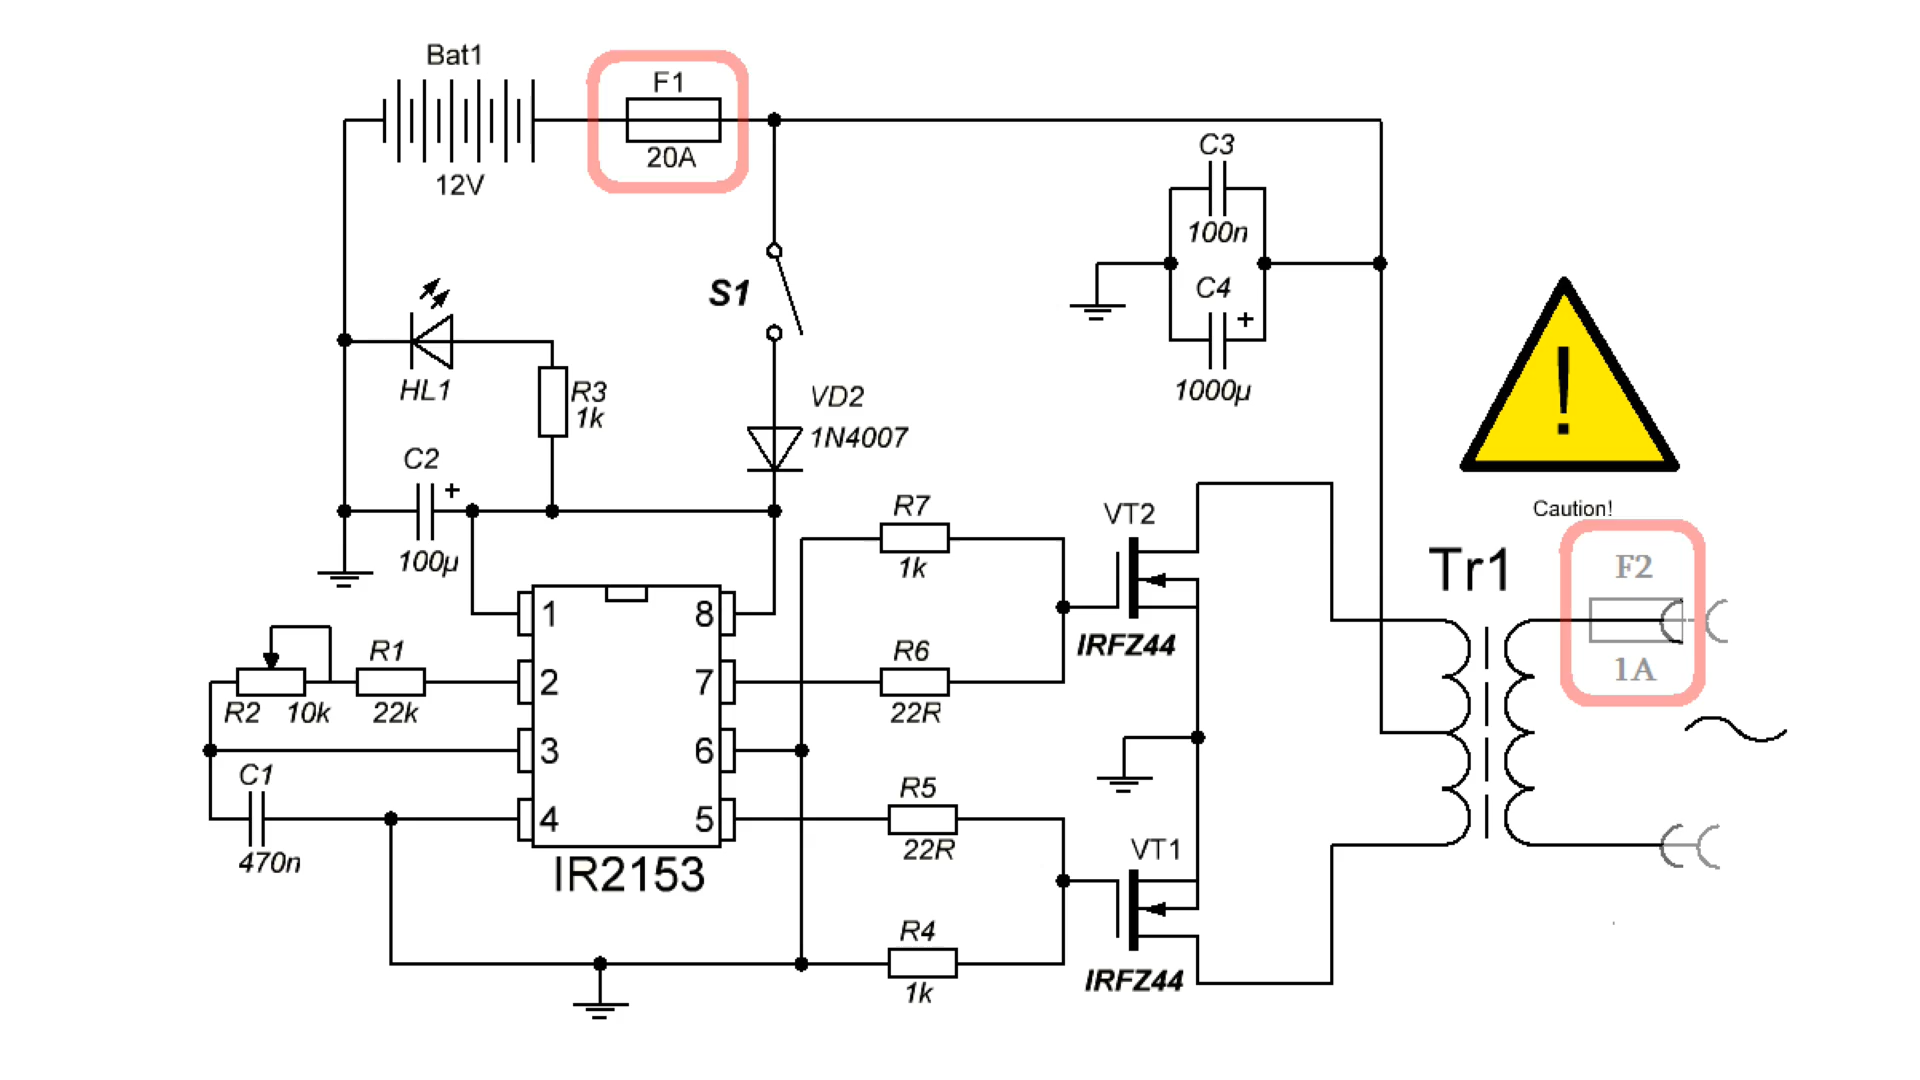 Bat1
12V
F1
20A
C3
100n
C4
+
1000µ
S1
HL1
R3
1k
VD2
1N4007
C2
+
100µ
!
Caution!
F2
1A
Tr1
R7
1k
VT2
IRFZ44
R6
22R
R1
22k
R2 10k
C1
470n
1
2
3
4
8
7
6
5
IR2153
R5
22R
VT1
IRFZ44
R4
1k